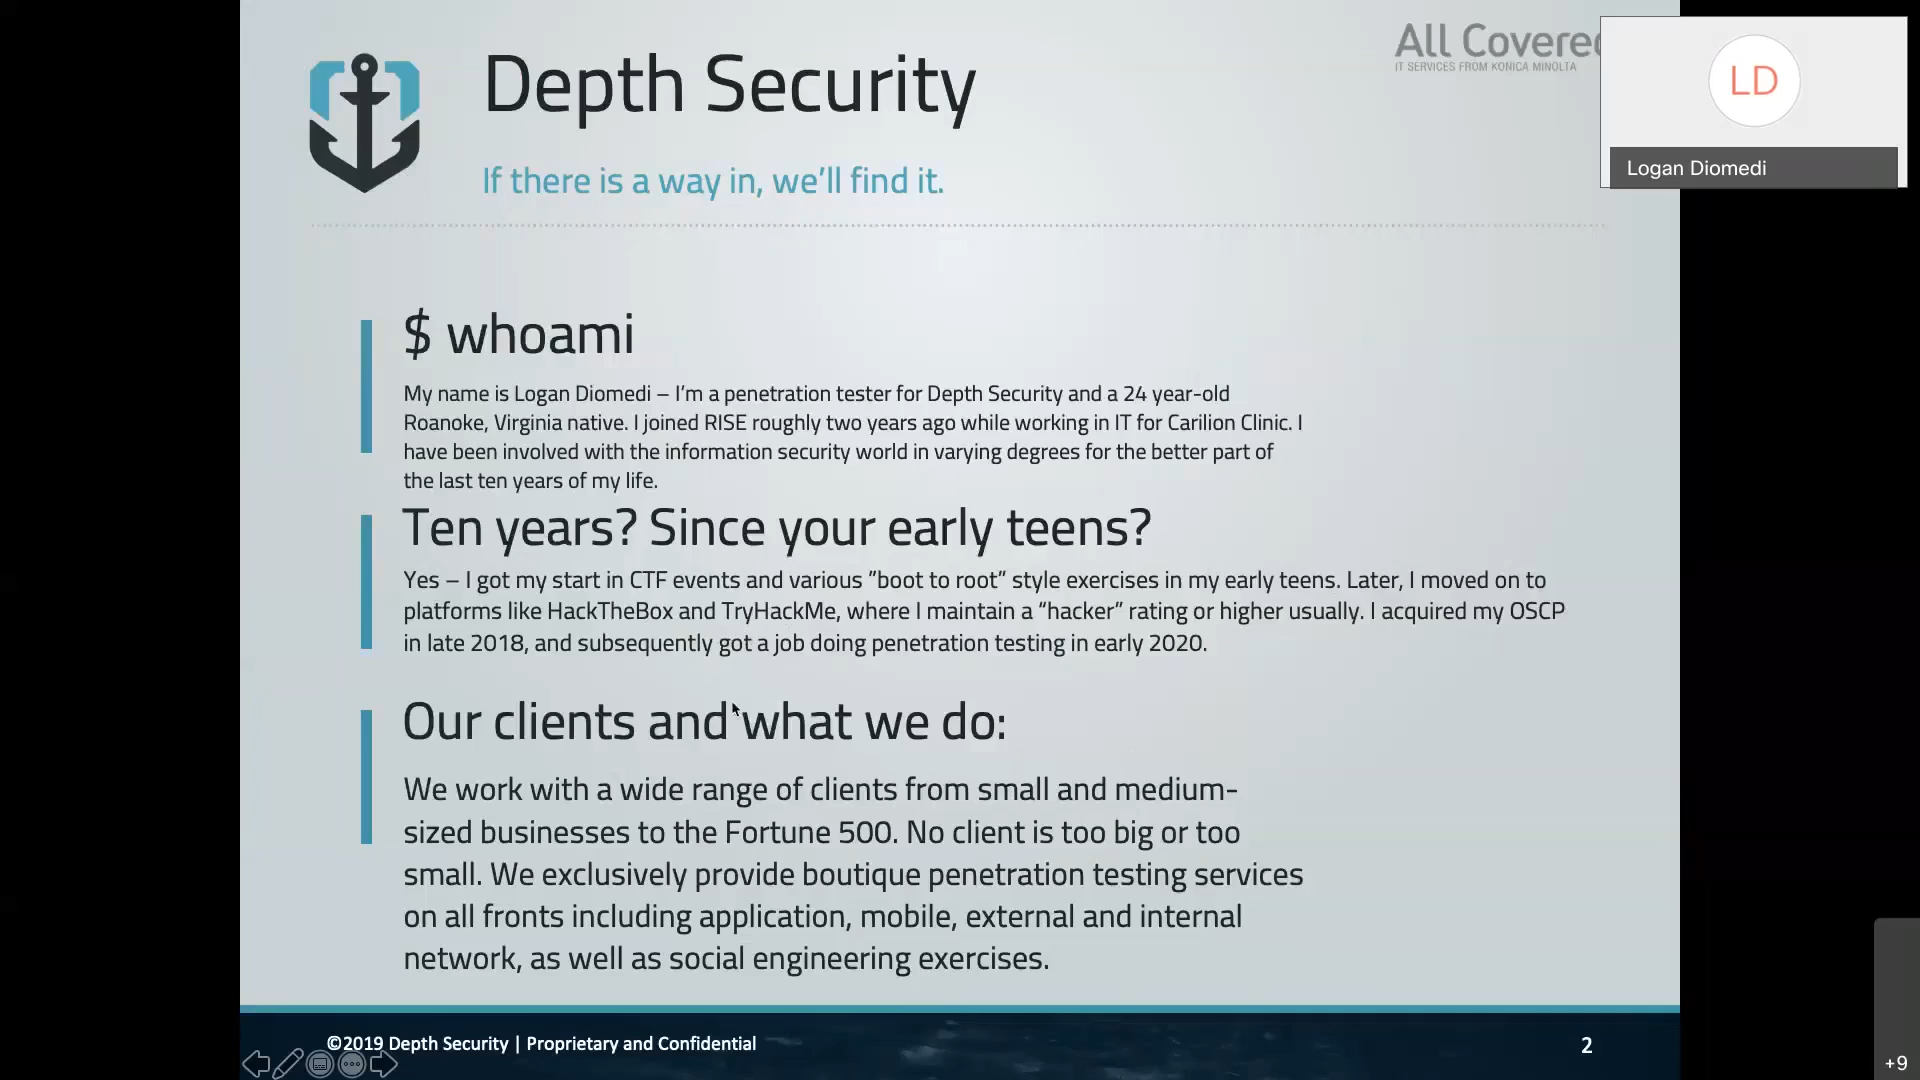 Depth Security
If there is a way in, we’ll find it.
All Covered
IT SERVICES FROM KONICA MINOLTA
LD
Logan Diomedi
$ whoami
My name is Logan Diomedi – I’m a penetration tester for Depth Security and a 24 year-old
Roanoke, Virginia native. I joined RISE roughly two years ago while working in IT for Carilion Clinic. I
have been involved with the information security world in varying degrees for the better part of
the last ten years of my life.
Ten years? Since your early teens?
Yes – I got my start in CTF events and various ”boot to root” style exercises in my early teens. Later, I moved on to
platforms like HackTheBox and TryHackMe, where I maintain a “hacker” rating or higher usually. I acquired my OSCP
in late 2018, and subsequently got a job doing penetration testing in early 2020.
Our clients and what we do:
We work with a wide range of clients from small and medium-
sized businesses to the Fortune 500. No client is too big or too
small. We exclusively provide boutique penetration testing services
on all fronts including application, mobile, external and internal
network, as well as social engineering exercises.
©2019 Depth Security | Proprietary and Confidential
2
+9